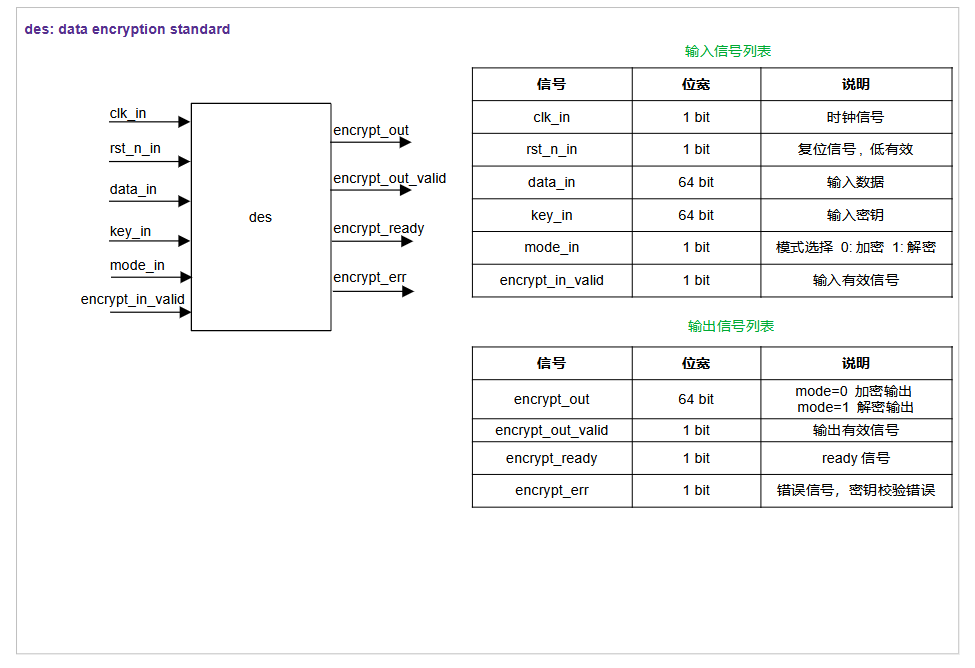 des: data encryption standard
clk_in
rst_n_in
data_in
key_in
mode_in
encrypt_in_valid
des
encrypt_out
encrypt_out_valid
encrypt_ready
encrypt_err
输入信号列表
信号 位宽 说明
clk_in 1 bit 时钟信号
rst_n_in 1 bit 复位信号，低有效
data_in 64 bit 输入数据
key_in 64 bit 输入密钥
mode_in 1 bit 模式选择 0: 加密 1: 解密
encrypt_in_valid 1 bit 输入有效信号
输出信号列表
信号 位宽 说明
encrypt_out 64 bit mode=0 加密输出
mode=1 解密输出
encrypt_out_valid 1 bit 输出有效信号
encrypt_ready 1 bit ready 信号
encrypt_err 1 bit 错误信号，密钥校验错误